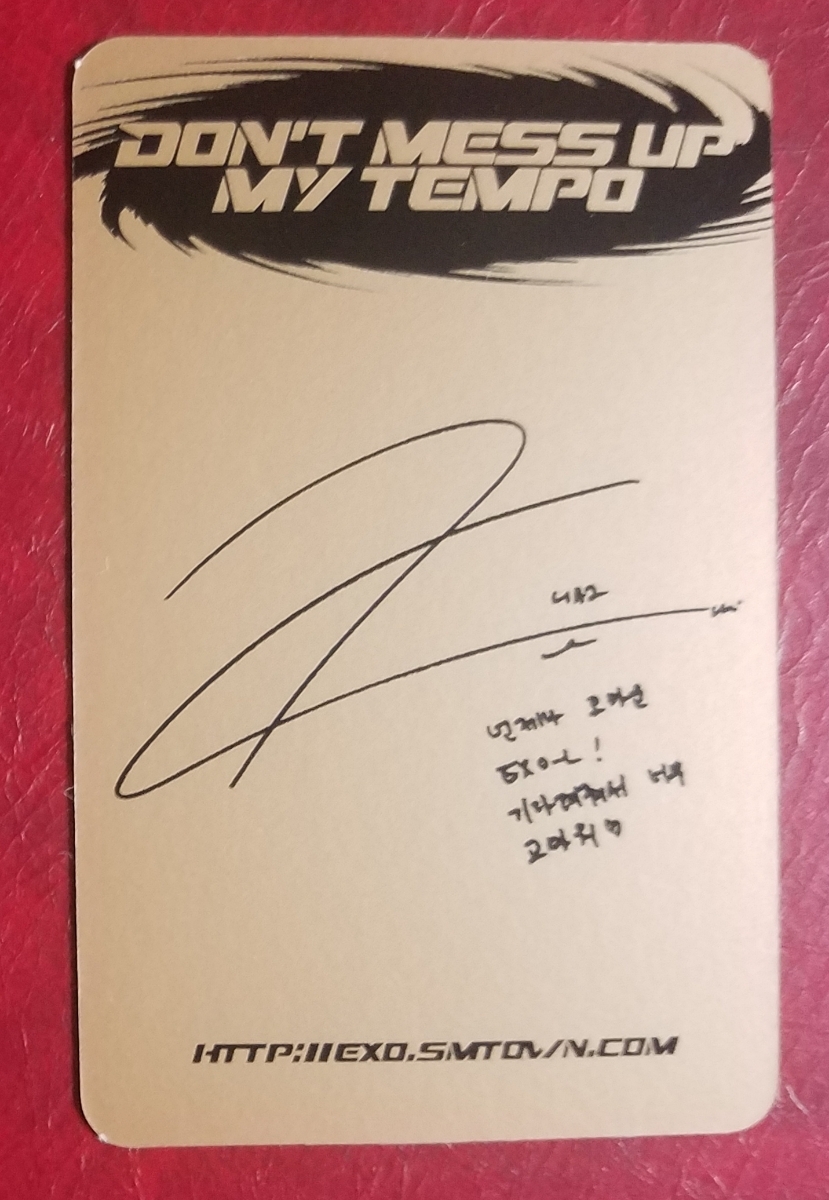 DON'T MESS UP
MY TEMPO
언제나 고마운
EXO-L!
기다려줘서 너무
고마워♡
HTTP://EXO.SMTOWN.COM